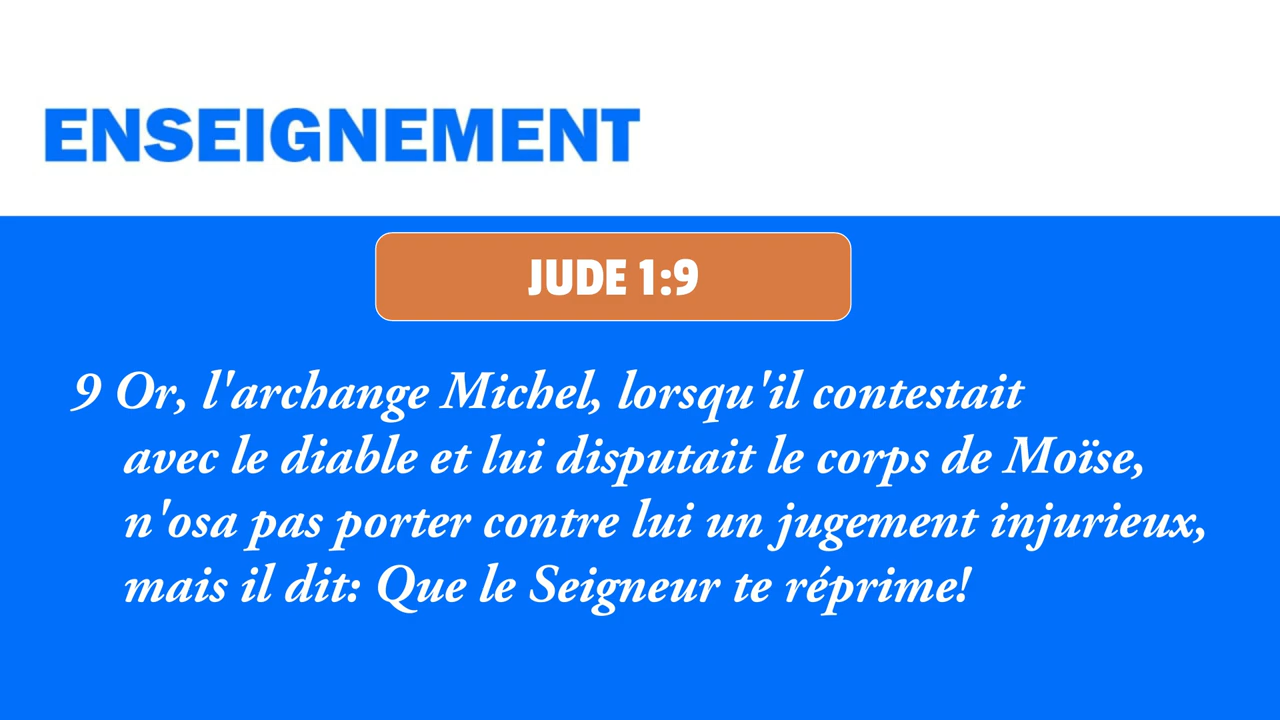 ENSEIGNEMENT
JUDE 1:9
9 Or, l'archange Michel, lorsqu'il contestait
avec le diable et lui disputait le corps de Moïse,
n'osa pas porter contre lui un jugement injurieux,
mais il dit: Que le Seigneur te réprime!